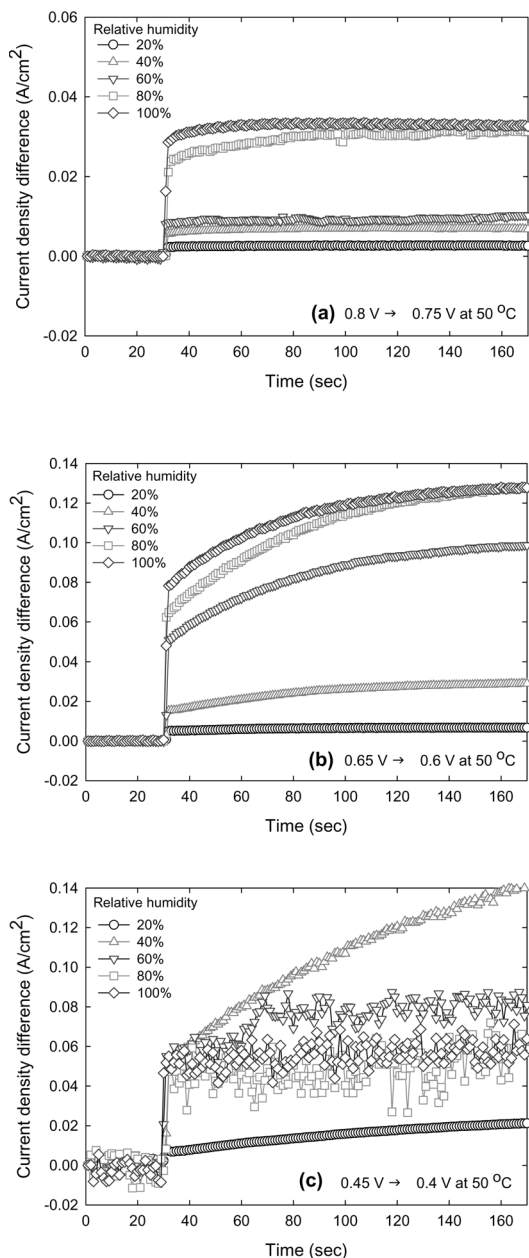 0.06
0.04
0.02
0.00
-0.02
Current density difference (A/cm²)
Relative humidity
20%
40%
60%
80%
100%
(a) 0.8 V → 0.75 V at 50 ᴼC
0 20 40 60 80 100 120 140 160
Time (sec)
0.14
0.12
0.10
0.08
0.06
0.04
0.02
0.00
-0.02
Current density difference (A/cm²)
Relative humidity
20%
40%
60%
80%
100%
(b) 0.65 V → 0.6 V at 50 ᴼC
0 20 40 60 80 100 120 140 160
Time (sec)
0.14
0.12
0.10
0.08
0.06
0.04
0.02
0.00
-0.02
Current density difference (A/cm²)
Relative humidity
20%
40%
60%
80%
100%
(c) 0.45 V → 0.4 V at 50 ᴼC
0 20 40 60 80 100 120 140 160
Time (sec)